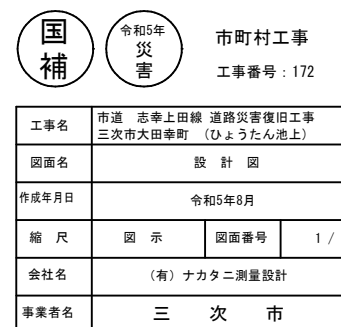 国補
令和5年
災害
市町村工事
工事番号：172
工事名
市道　志幸上田線 道路災害復旧工事
三次市大田幸町　（ひょうたん池上）
図面名
設　計　図
作成年月日
令和5年8月
縮　尺
図　示
図面番号
1 /
会社名
（有）ナカタニ測量設計
事業者名
三　次　市